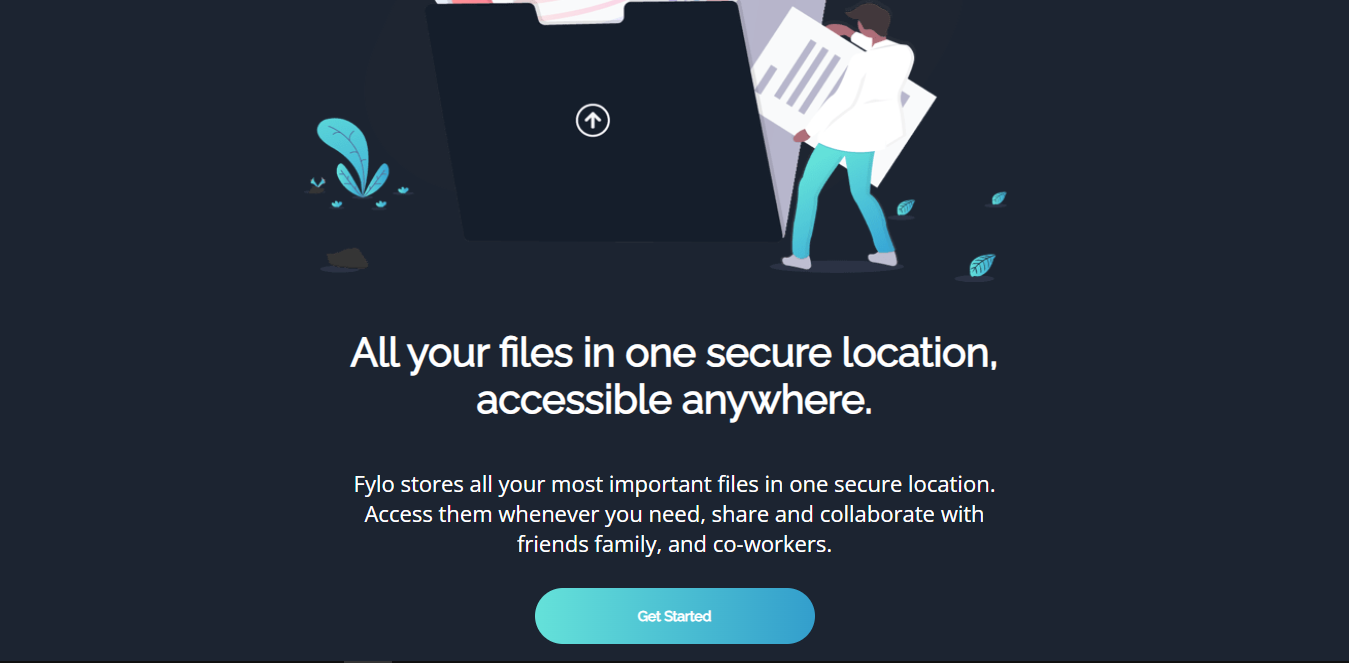 All your files in one secure location,
accessible anywhere.
Fylo stores all your most important files in one secure location.
Access them whenever you need, share and collaborate with
friends family, and co-workers.
Get Started